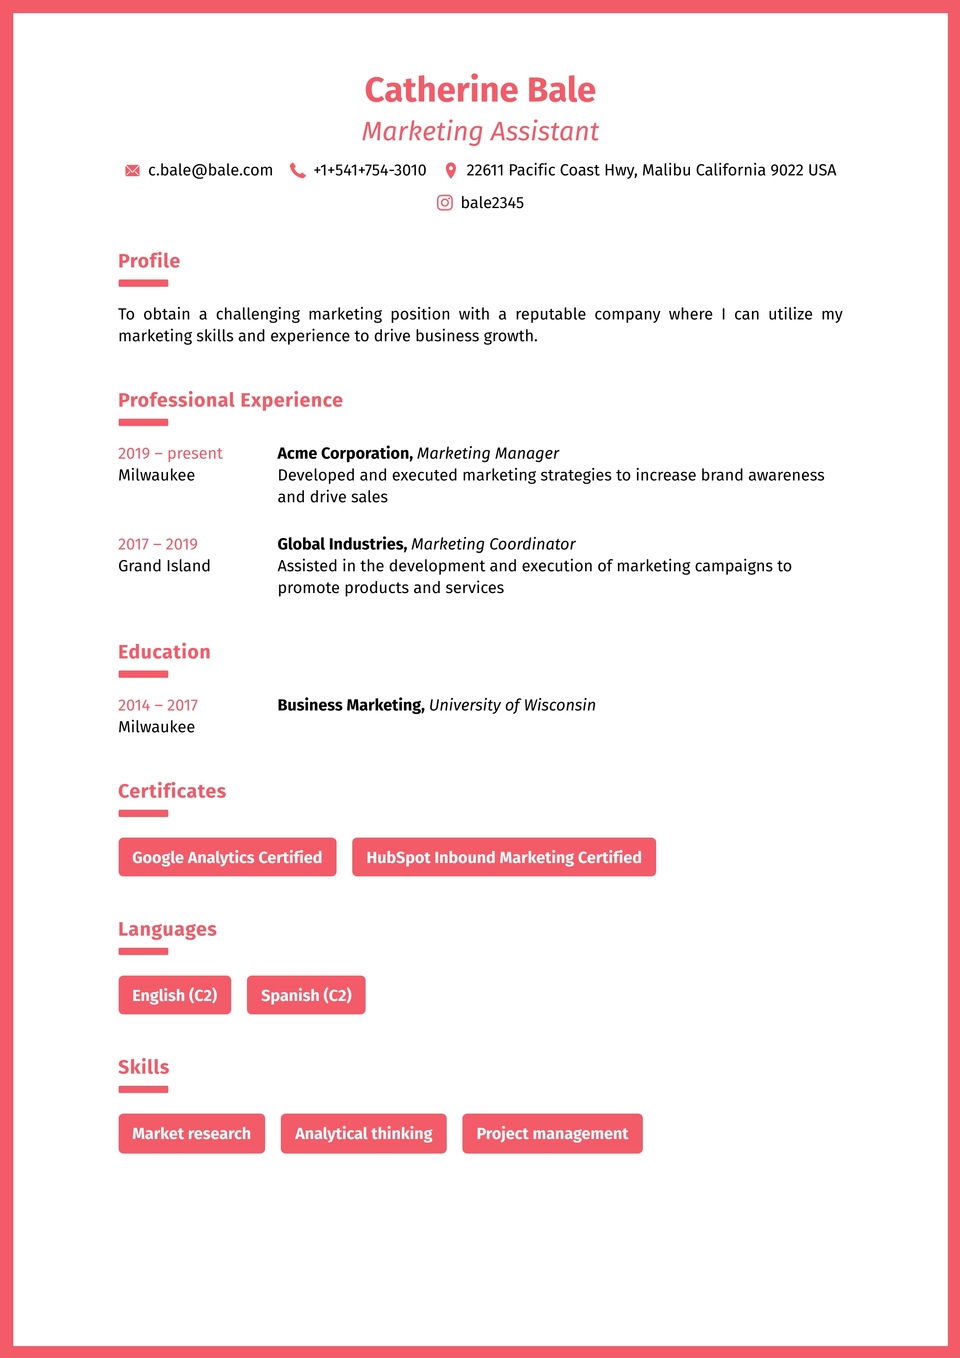 Catherine Bale
Marketing Assistant
c.bale@bale.com +1+541+754-3010 22611 Pacific Coast Hwy, Malibu California 9022 USA
bale2345
Profile
To obtain a challenging marketing position with a reputable company where I can utilize my
marketing skills and experience to drive business growth.
Professional Experience
2019 – present
Milwaukee
Acme Corporation, Marketing Manager
Developed and executed marketing strategies to increase brand awareness
and drive sales
2017 – 2019
Grand Island
Global Industries, Marketing Coordinator
Assisted in the development and execution of marketing campaigns to
promote products and services
Education
2014 – 2017
Milwaukee
Business Marketing, University of Wisconsin
Certificates
Google Analytics Certified HubSpot Inbound Marketing Certified
Languages
English (C2) Spanish (C2)
Skills
Market research Analytical thinking Project management